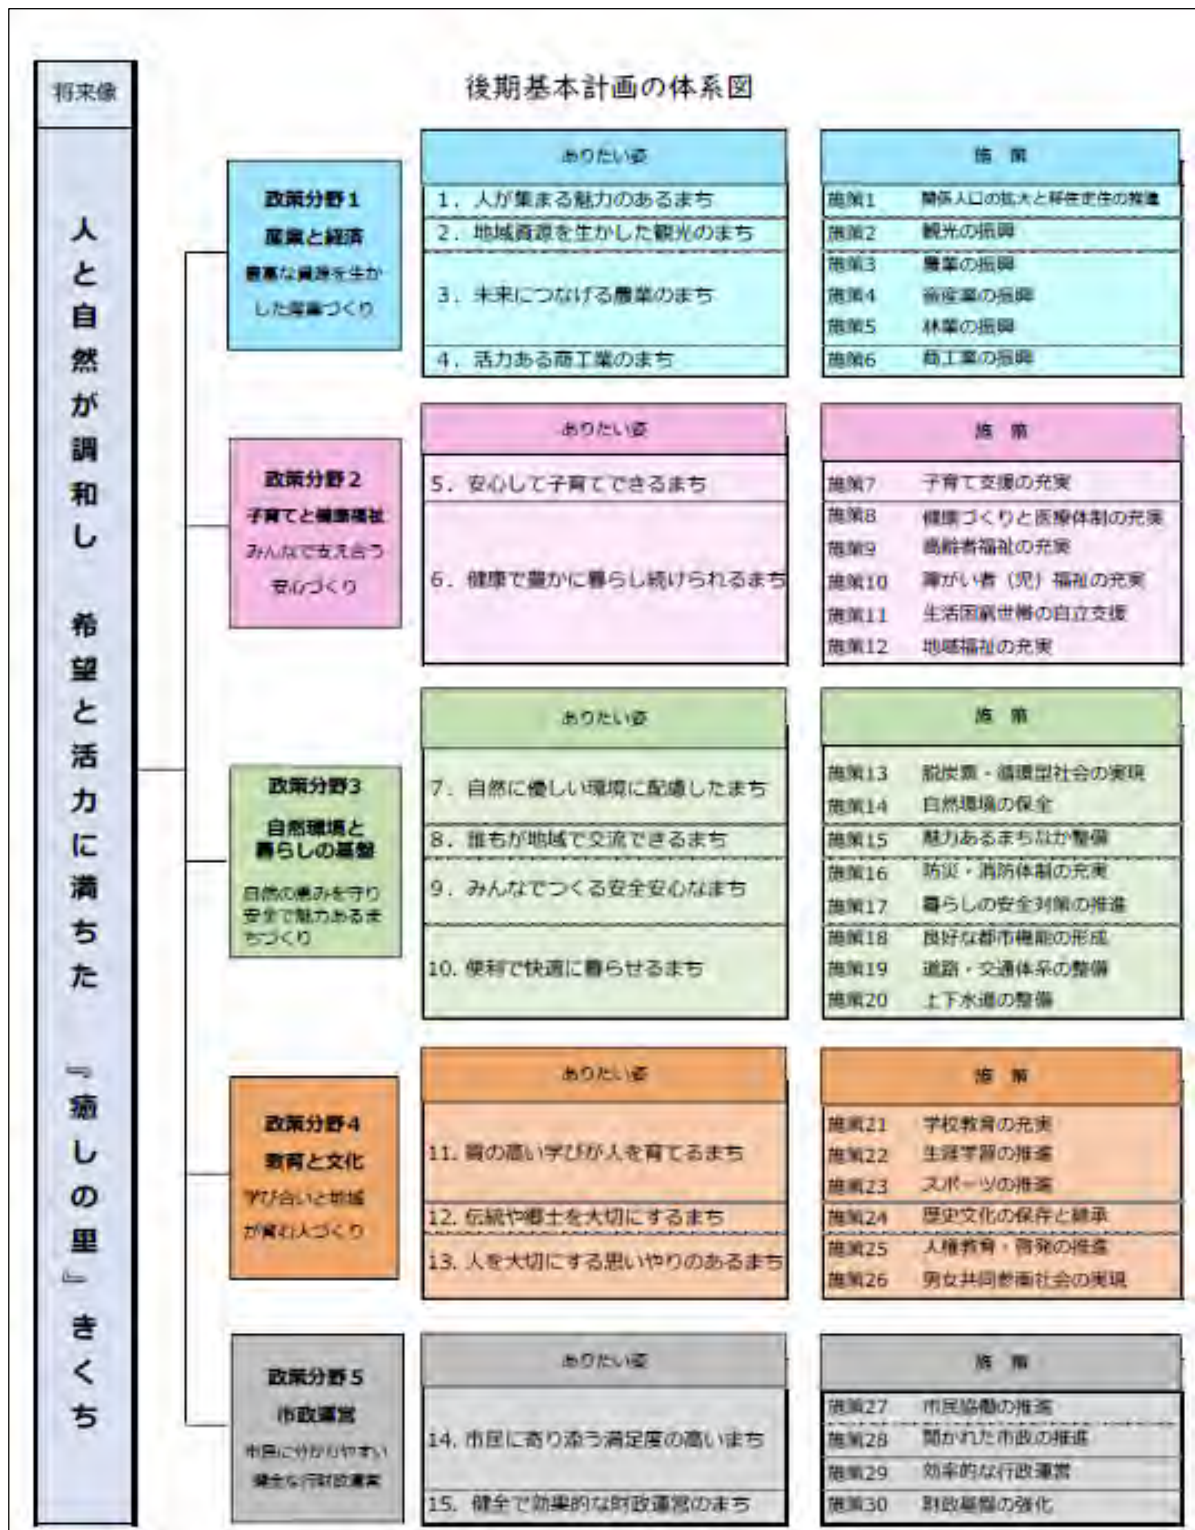 後期基本計画の体系図
将来像
人と自然が調和し 希望と活力に満ちた 『癒しの里』きくち
政策分野1
産業と経済
豊富な資源を生か
した産業づくり
ありたい姿
1. 人が集まる魅力のあるまち
2. 地域資源を生かした観光のまち
3. 未来につなげる農業のまち
4. 活力ある商工業のまち
施 策
施策1 関係人口の拡大と移住定住の推進
施策2 観光の振興
施策3 農業の振興
施策4 畜産業の振興
施策5 林業の振興
施策6 商工業の振興
政策分野2
子育てと健康福祉
みんなで支え合う
安心づくり
ありたい姿
5. 安心して子育てできるまち
6. 健康で豊かに暮らし続けられるまち
施 策
施策7 子育て支援の充実
施策8 健康づくりと医療体制の充実
施策9 高齢者福祉の充実
施策10 障がい者(児)福祉の充実
施策11 生活困窮世帯の自立支援
施策12 地域福祉の充実
政策分野3
自然環境と
暮らしの基盤
自然の恵みを守り
安全で魅力あるま
ちづくり
ありたい姿
7. 自然に優しい環境に配慮したまち
8. 誰もが地域で交流できるまち
9. みんなでつくる安全安心なまち
10. 便利で快適に暮らせるまち
施 策
施策13 脱炭素・循環型社会の実現
施策14 自然環境の保全
施策15 魅力あるまちなか整備
施策16 防災・消防体制の充実
施策17 暮らしの安全対策の推進
施策18 良好な都市機能の形成
施策19 道路・交通体系の整備
施策20 上下水道の整備
政策分野4
教育と文化
学び合いと地域
が育む人づくり
ありたい姿
11. 質の高い学びが人を育てるまち
12. 伝統や郷土を大切にするまち
13. 人を大切にする思いやりのあるまち
施 策
施策21 学校教育の充実
施策22 生涯学習の推進
施策23 スポーツの推進
施策24 歴史文化の保存と継承
施策25 人権教育・啓発の推進
施策26 男女共同参画社会の実現
政策分野5
市政運営
市民に分かりやすい
健全な行財政運営
ありたい姿
14. 市民に寄り添う満足度の高いまち
15. 健全で効果的な財政運営のまち
施 策
施策27 市民協働の推進
施策28 開かれた市政の推進
施策29 効率的な行政運営
施策30 財政基盤の強化